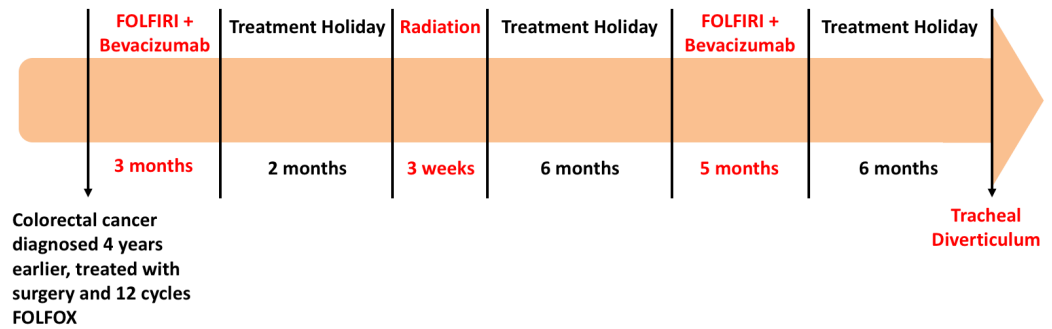 FOLFIRI +
Bevacizumab
Treatment Holiday
Radiation
Treatment Holiday
FOLFIRI +
Bevacizumab
Treatment Holiday
3 months
2 months
3 weeks
6 months
5 months
6 months
Colorectal cancer
diagnosed 4 years
earlier, treated with
surgery and 12 cycles
FOLFOX
Tracheal
Diverticulum